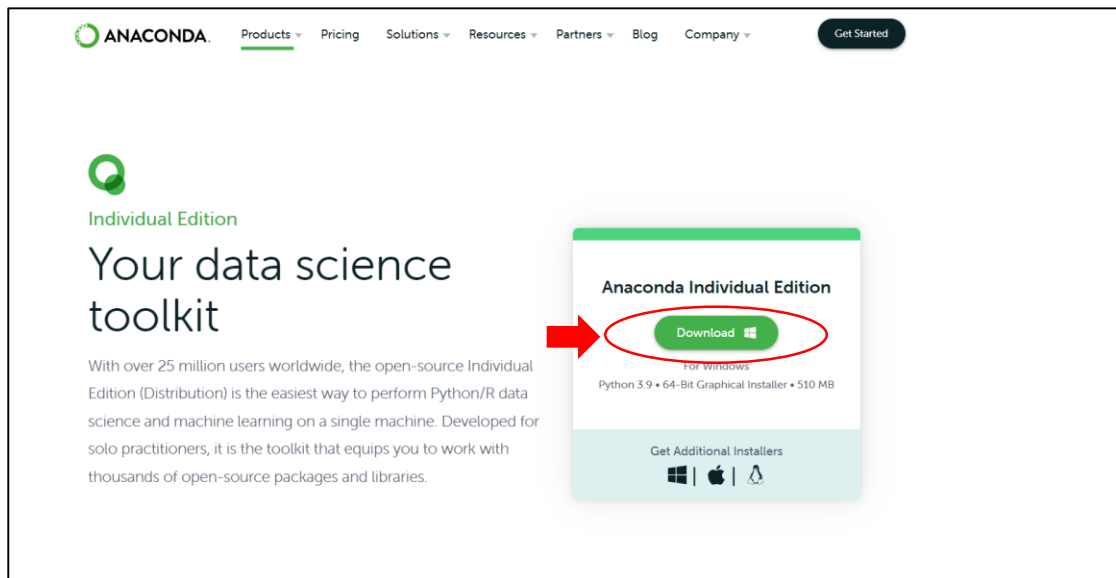 ANACONDA. Products Pricing Solutions Resources Partners Blog Company Get Started
Individual Edition
Your data science
toolkit
With over 25 million users worldwide, the open-source Individual
Edition (Distribution) is the easiest way to perform Python/R data
science and machine learning on a single machine. Developed for
solo practitioners, it is the toolkit that equips you to work with
thousands of open-source packages and libraries.
Anaconda Individual Edition
Download
For Windows
Python 3.9 • 64-Bit Graphical Installer • 510 MB
Get Additional Installers